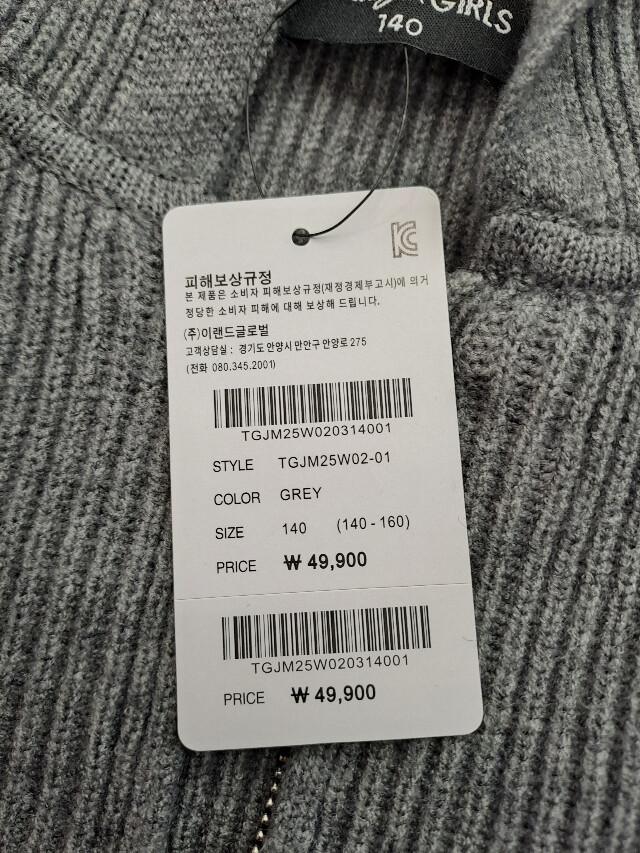 GIRLS
140
KC
피해보상규정
본 제품은 소비자 피해보상규정(재정경제부고시)에 의거
정당한 소비자 피해에 대해 보상해 드립니다.
(주)이랜드글로벌
고객상담실 : 경기도 안양시 만안구 안양로 275
(전화 080.345.2001)
TGJM25W020314001
STYLE TGJM25W02-01
COLOR GREY
SIZE 140 (140 - 160)
PRICE ₩ 49,900
TGJM25W020314001
PRICE ₩ 49,900